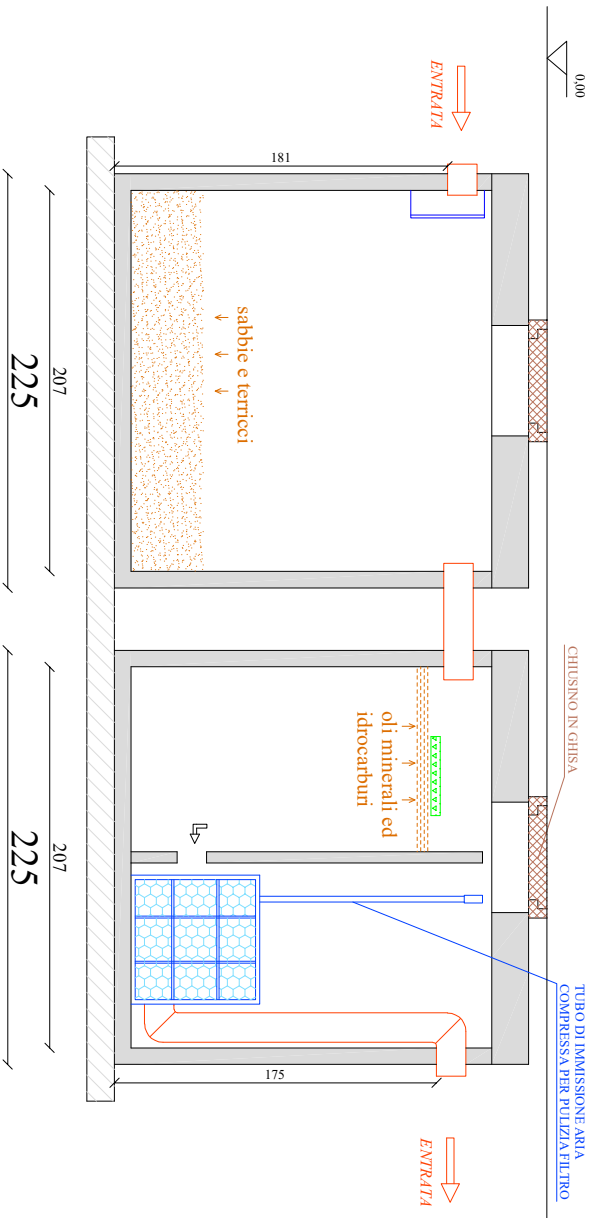 0,00
ENTRATA
181
sabbie e terricci
207
225
CHIUSINO IN GHISA
oli minerali ed
idrocarburi
207
225
TUBO DI IMMISSIONE ARIA
COMPRESSA PER PULIZIA FILTRO
175
ENTRATA